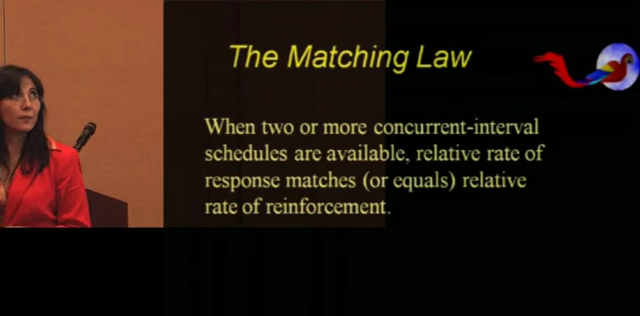 The Matching Law
When two or more concurrent-interval
schedules are available, relative rate of
response matches (or equals) relative
rate of reinforcement.